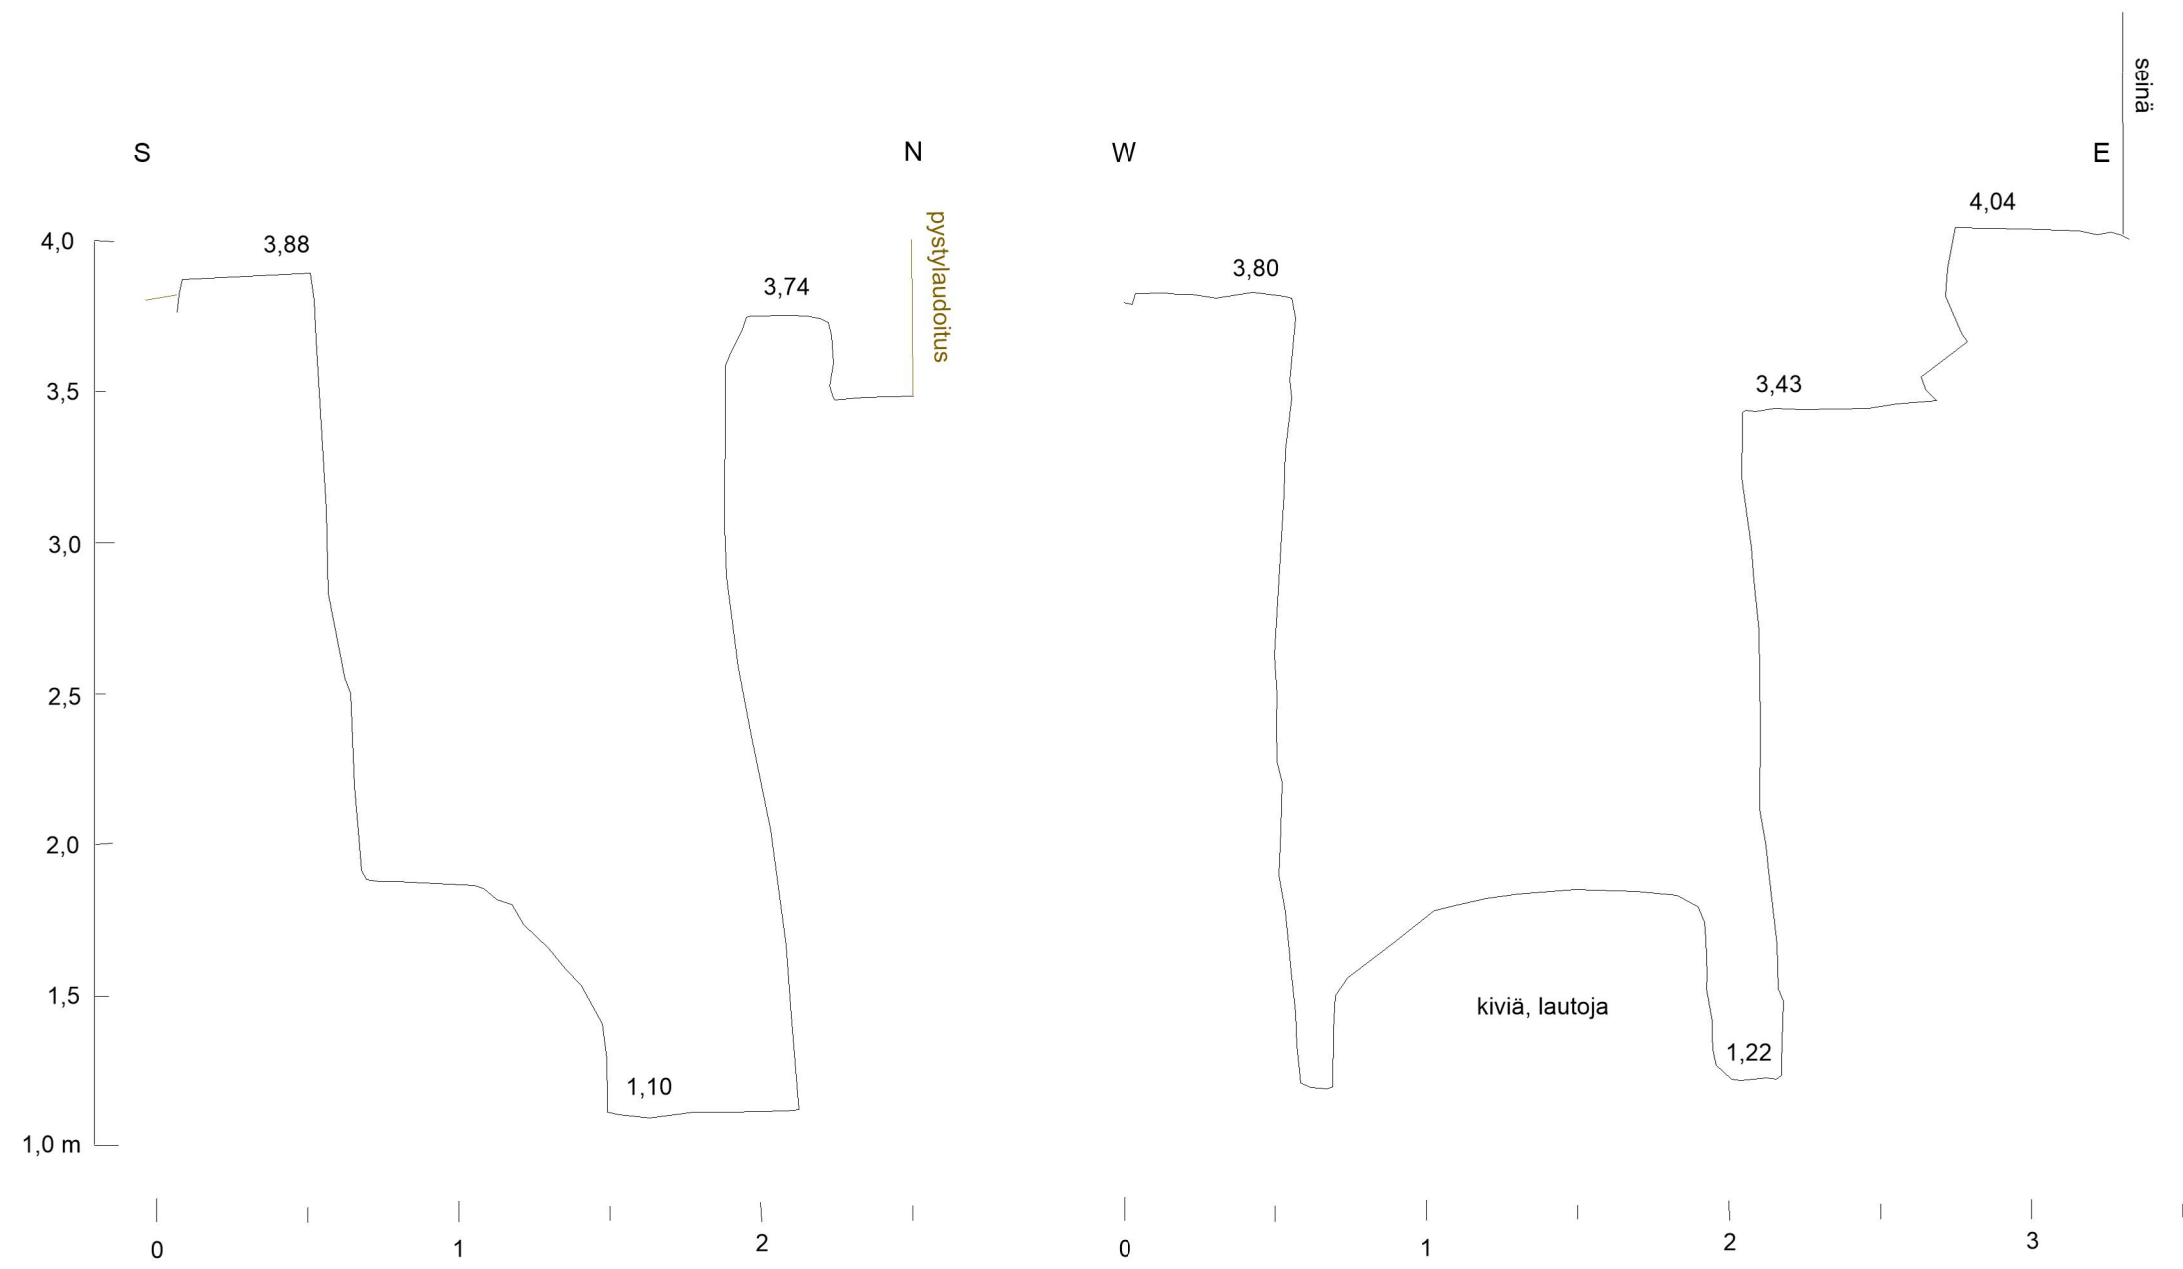 seinä
S
N
W
E
4,04
4,0
3,88
pystylaudoitus
3,80
3,74
3,5
3,43
3,0
2,5
2,0
1,5
kiviä, lautoja
1,22
1,10
1,0 m
0
1
2
0
1
2
3